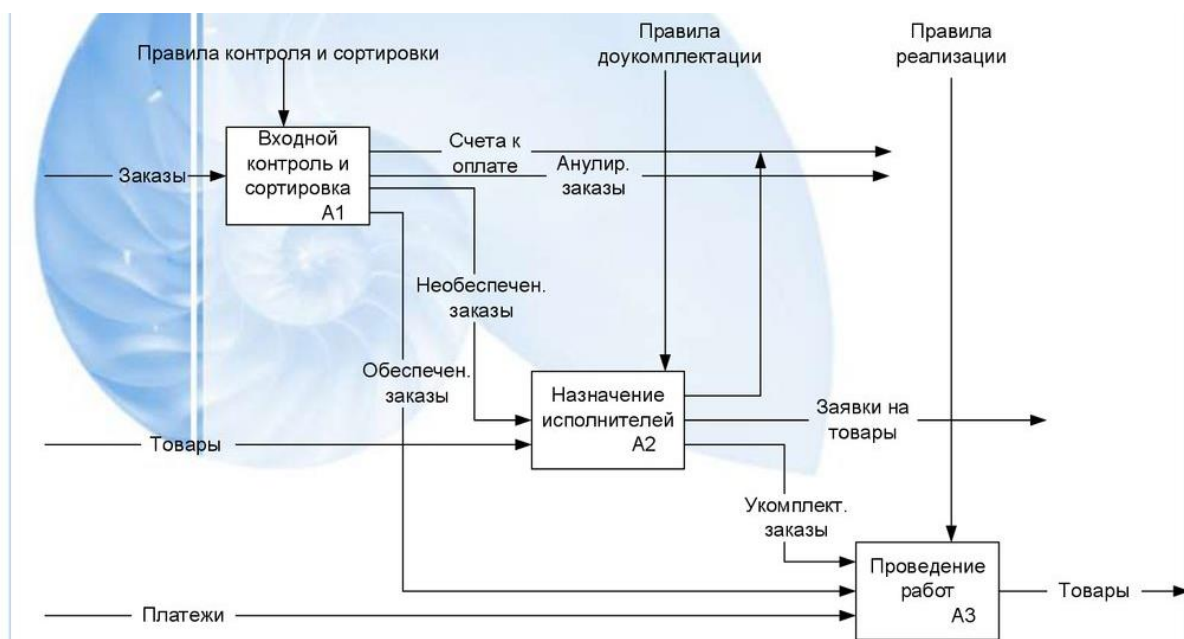 Правила
доукомплектации
Правила
реализации
Правила контроля и сортировки
Входной
контроль и
сортировка
А1
Заказы
Счета к
оплате
Анулир.
заказы
Необеспечен.
заказы
Обеспечен.
заказы
Назначение
исполнителей
А2
Заявки на
товары
Товары
Укомплект.
заказы
Проведение
работ
А3
Товары
Платежи